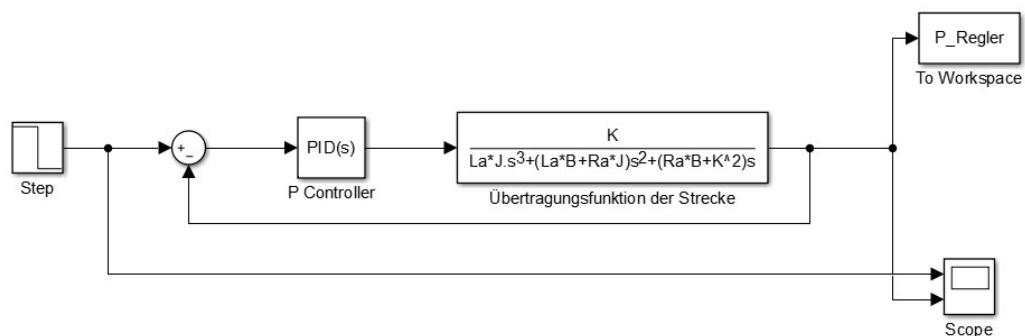 P_Regler
To Workspace
Step
+
−
PID(s)
P Controller
K
La*J.s³+(La*B+Ra*J)s²+(Ra*B+K^2)s
Übertragungsfunktion der Strecke
Scope